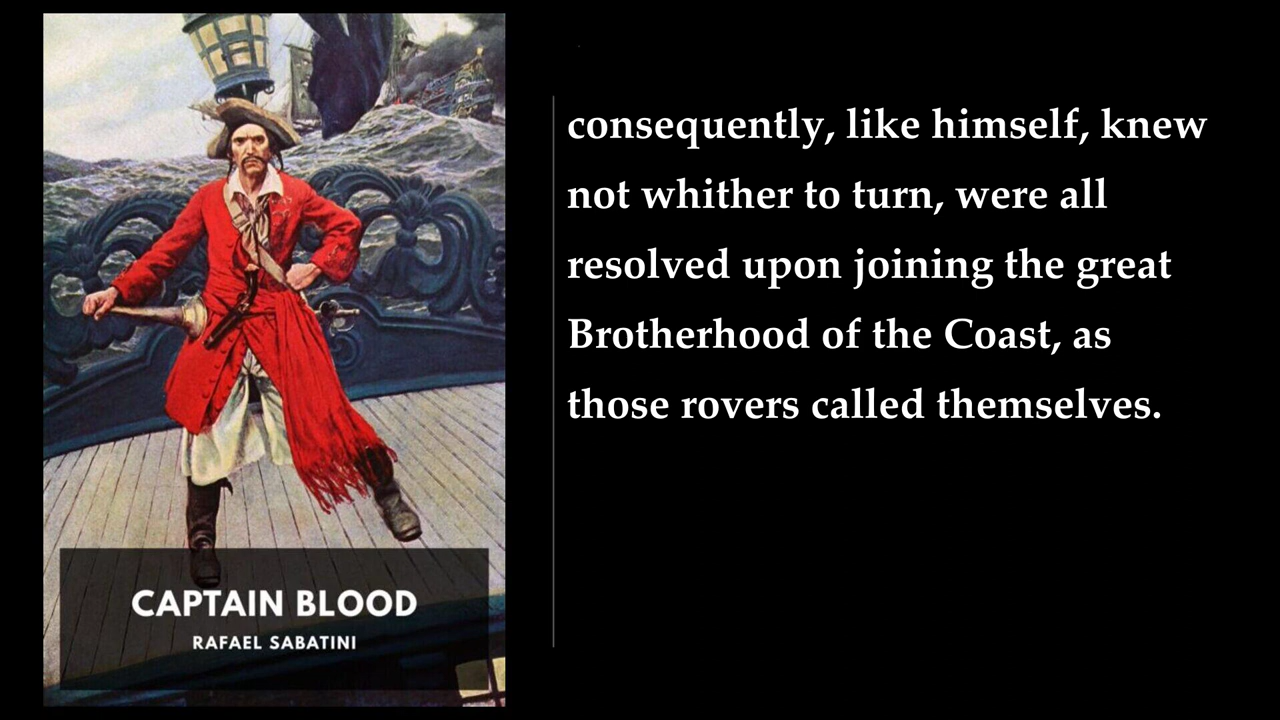 consequently, like himself, knew
not whither to turn, were all
resolved upon joining the great
Brotherhood of the Coast, as
those rovers called themselves.
CAPTAIN BLOOD
RAFAEL SABATINI